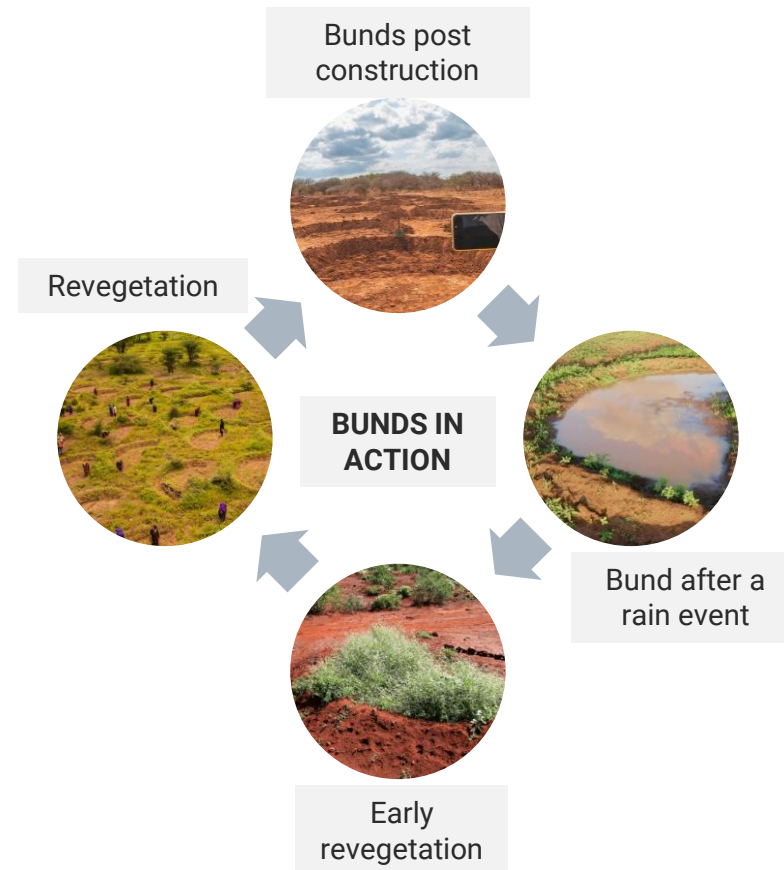 Bunds post
construction
Revegetation
BUNDS IN
ACTION
Bund after a
rain event
Early
revegetation